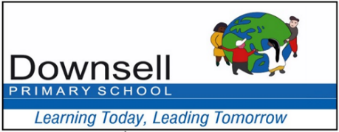 Downsell
PRIMARY SCHOOL
Learning Today, Leading Tomorrow